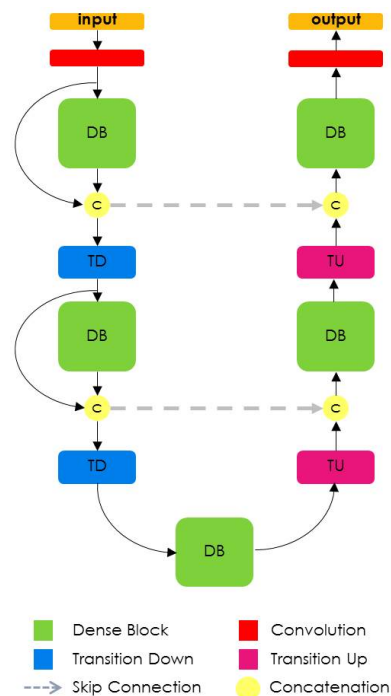 input output
DB DB
c c
TD TU
DB DB
c c
TD TU
DB
Dense Block Convolution
Transition Down Transition Up
Skip Connection Concatenation